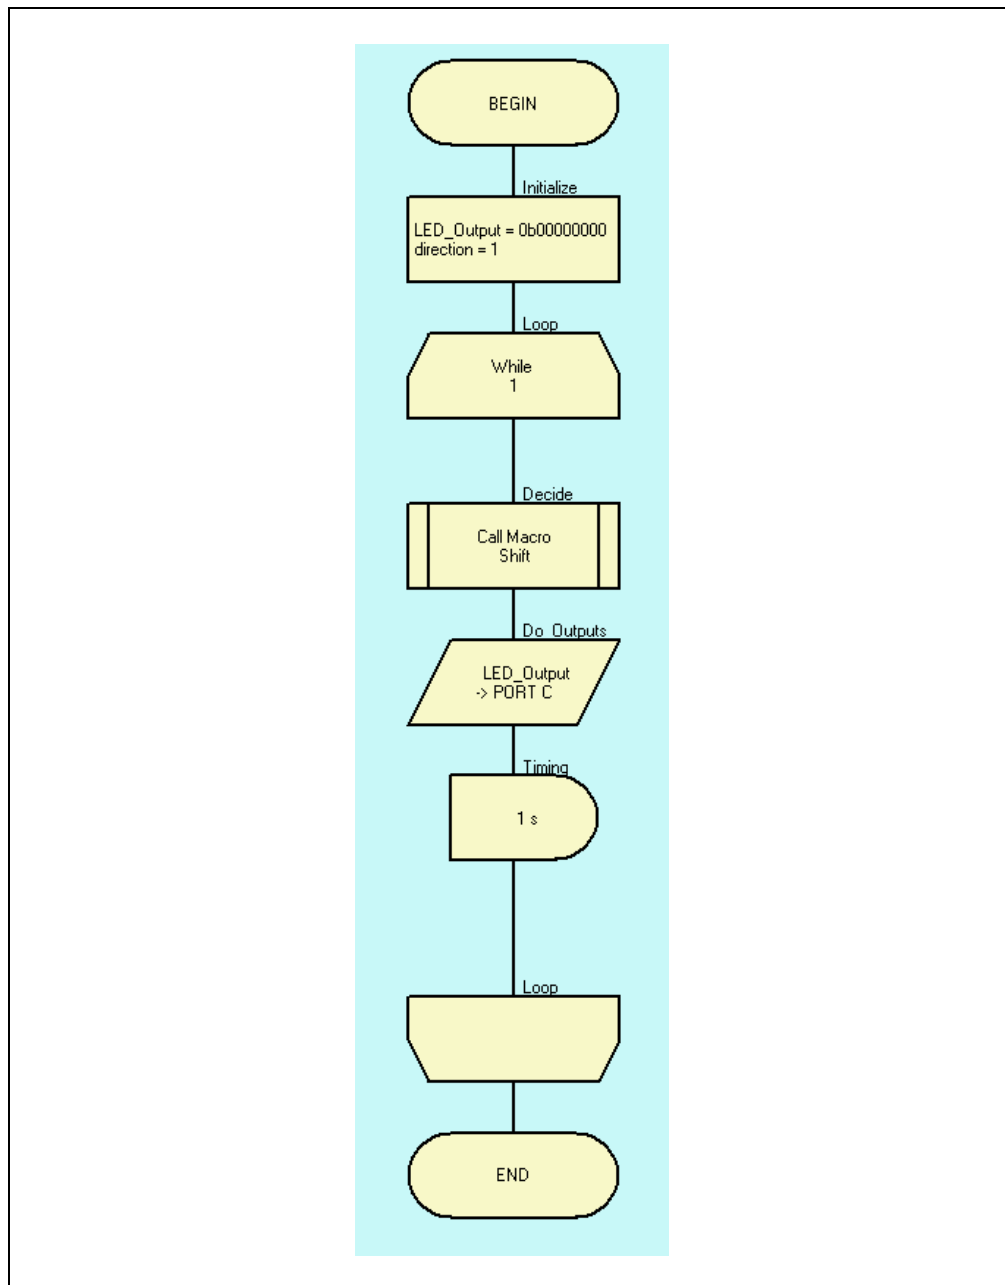 BEGIN
Initialize
LED_Output = 0b00000000
direction = 1
Loop
While
1
Decide
Call Macro
Shift
Do_Outputs
LED_Output
-> PORT C
Timing
1 s
Loop
END